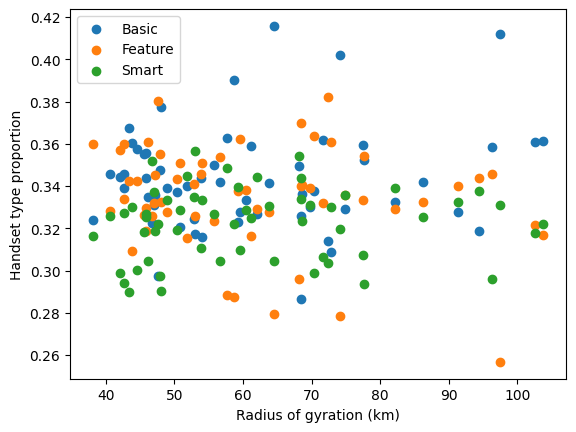 0.42
0.40
0.38
0.36
0.34
0.32
0.30
0.28
0.26
Handset type proportion
Basic
Feature
Smart
40 50 60 70 80 90 100
Radius of gyration (km)